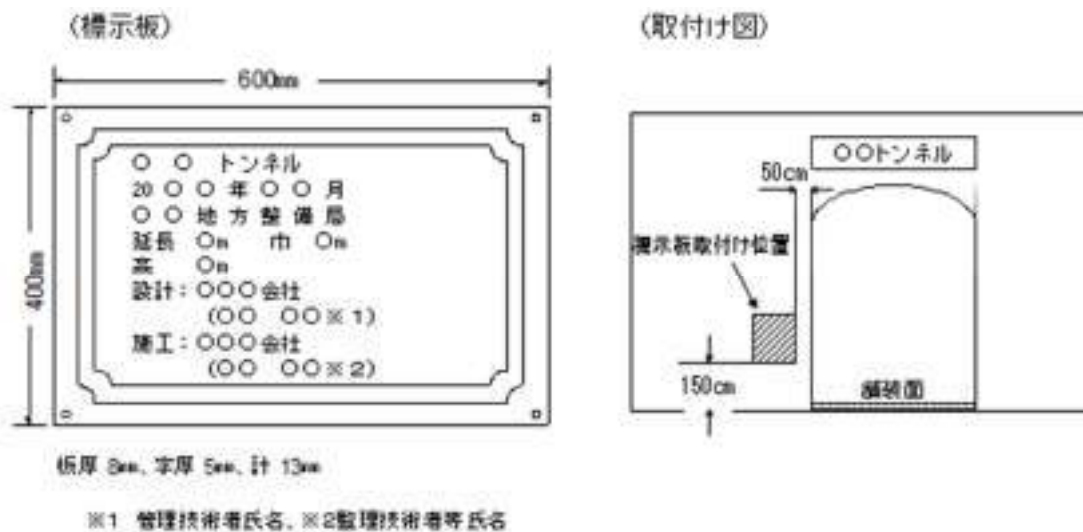 (標示板)
600mm
400mm
○ ○ トンネル
20 ○ ○ 年 ○ ○ 月
○ ○ 地 方 整 備 局
延長 ○m 巾 ○m
高 ○m
設計：○○○会社
(○○ ○○※1)
施工：○○○会社
(○○ ○○※2)
板厚 8mm、字厚 5mm、計 13mm
※1 管理技術者氏名、※2監理技術者等氏名
(取付け図)
○○トンネル
50cm
標示板取付け位置
150cm
舗装面